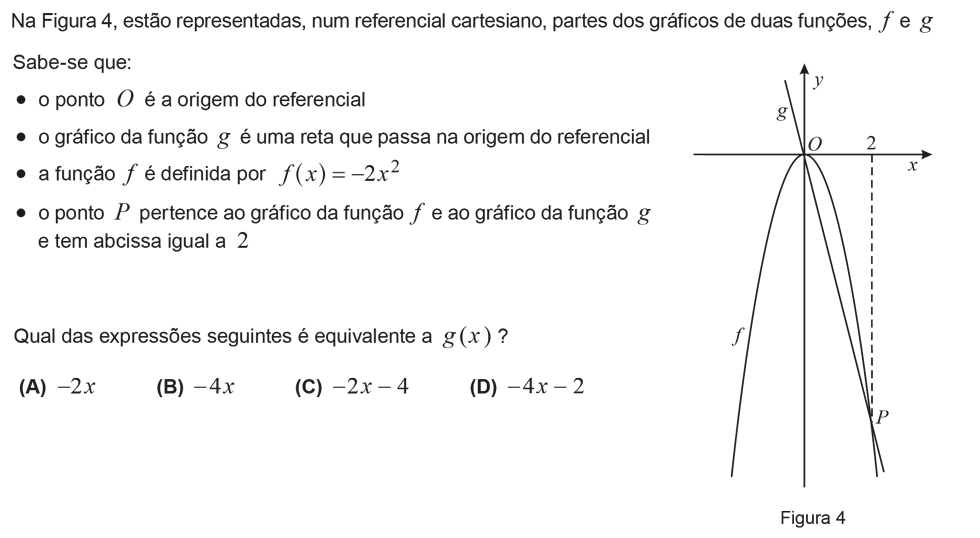 Na Figura 4, estão representadas, num referencial cartesiano, partes dos gráficos de duas funções, f e g
Sabe-se que:
● o ponto O é a origem do referencial
● o gráfico da função g é uma reta que passa na origem do referencial
● a função f é definida por f(x) = −2x²
● o ponto P pertence ao gráfico da função f e ao gráfico da função g
e tem abcissa igual a 2
Qual das expressões seguintes é equivalente a g(x) ?
(A) −2x (B) −4x (C) −2x − 4 (D) −4x − 2
y
g
O
2
x
f
P
Figura 4